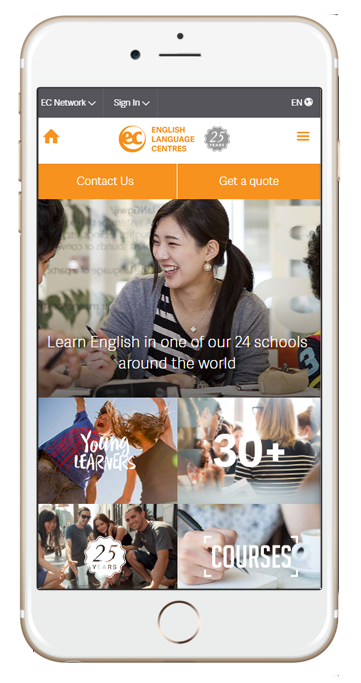 EC Network Sign In EN
ec ENGLISH
LANGUAGE
CENTRES
25
YEARS
Contact Us Get a quote
Learn English in one of our 24 schools
around the world
Young
LEARNERS
30+
25
YEARS
COURSES